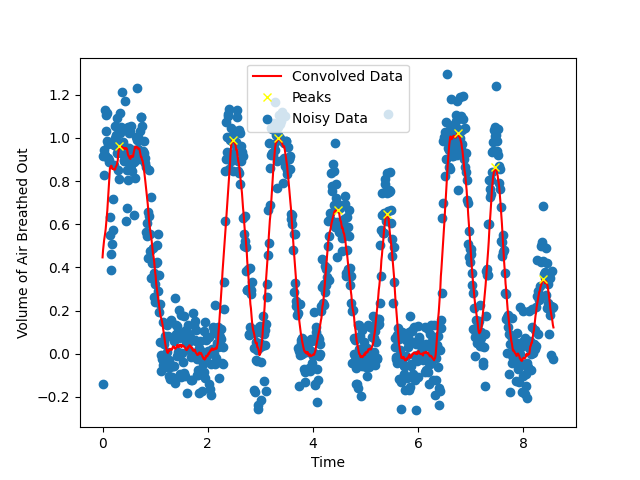 Convolved Data
Peaks
Noisy Data
Volume of Air Breathed Out
1.2
1.0
0.8
0.6
0.4
0.2
0.0
−0.2
0 2 4 6 8
Time